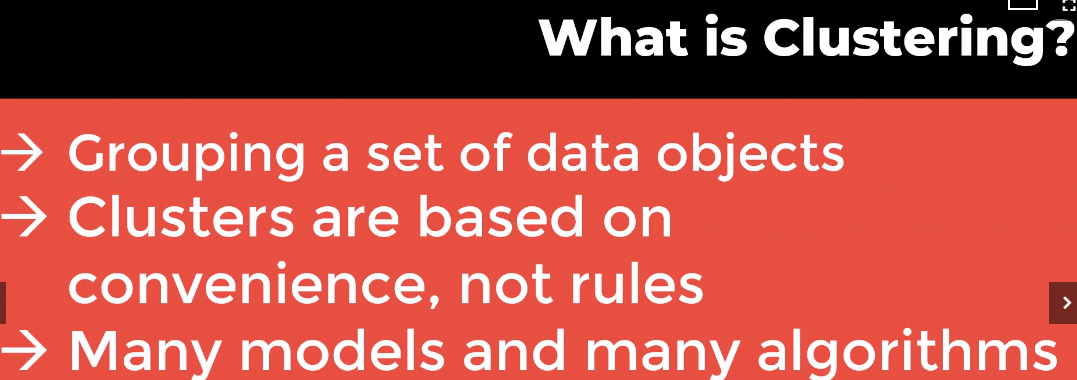 What is Clustering?
→ Grouping a set of data objects
→ Clusters are based on
convenience, not rules
→ Many models and many algorithms